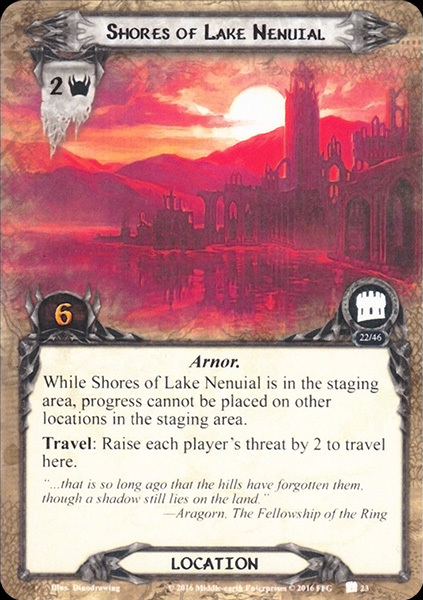 SHORES OF LAKE NENUIAL
2
6
22/46
Arnor.
While Shores of Lake Nenuial is in the staging
area, progress cannot be placed on other
locations in the staging area.
Travel: Raise each player's threat by 2 to travel
here.
"...that is so long ago that the hills have forgotten them,
though a shadow still lies on the land."
—Aragorn, The Fellowship of the Ring
LOCATION
Illus. Dinodrawing © 2016 Middle-earth Enterprises © 2016 FFG 23